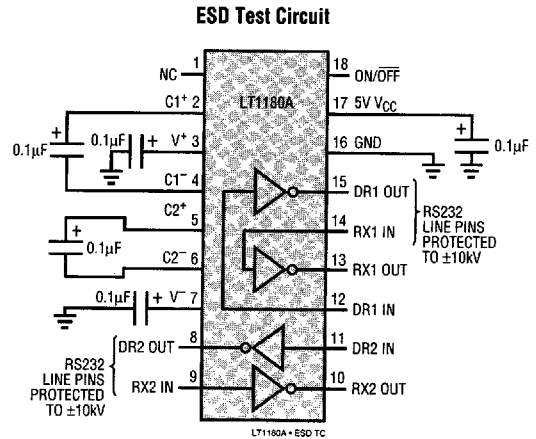 ESD Test Circuit
1
NC
18
ON/OFF
LT1180A
C1+ 2
17 5V VCC
+
0.1µF
0.1µF
+
V+ 3
16 GND
+
0.1µF
C1– 4
15 DR1 OUT
C2+
5
14 RX1 IN
RS232
LINE PINS
PROTECTED
TO ±10kV
+
0.1µF
C2– 6
13 RX1 OUT
0.1µF
+
V– 7
12 DR1 IN
DR2 OUT 8
11 DR2 IN
RS232
LINE PINS
PROTECTED
TO ±10kV
RX2 IN 9
10 RX2 OUT
LT1180A • ESD TC